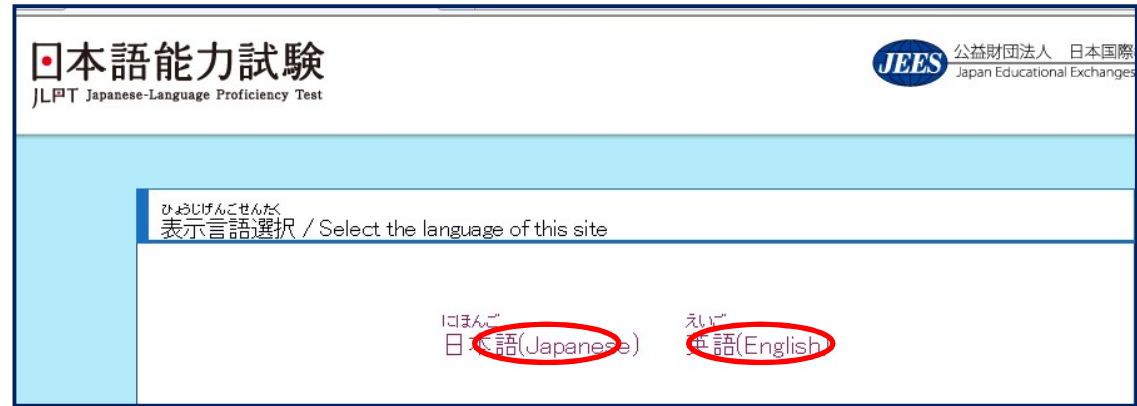 日本語能力試験
JLPT Japanese-Language Proficiency Test
JEES
公益財団法人 日本国際
Japan Educational Exchanges
ひょうじげんごせんたく
表示言語選択 / Select the language of this site
にほんご えいご
日本語(Japanese) 英語(English)